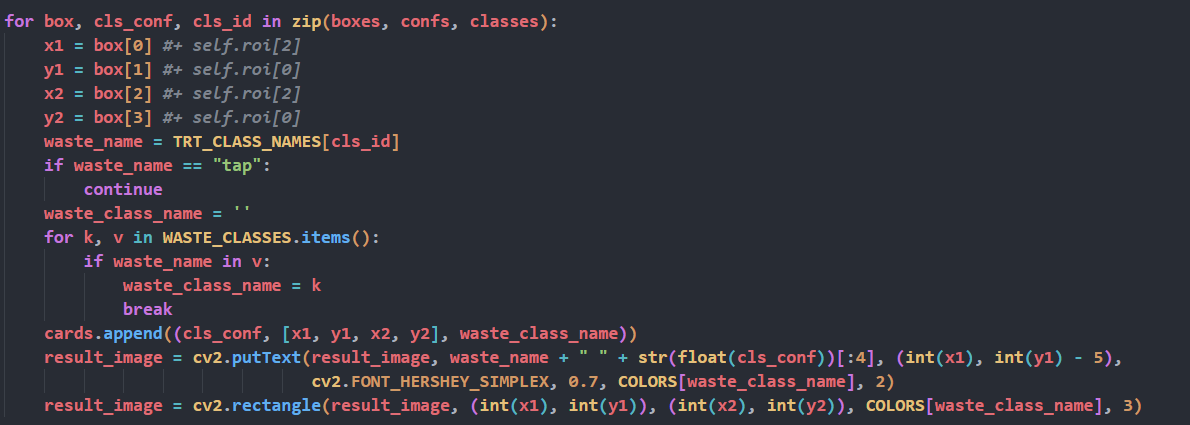 for box, cls_conf, cls_id in zip(boxes, confs, classes):
    x1 = box[0] #+ self.roi[2]
    y1 = box[1] #+ self.roi[0]
    x2 = box[2] #+ self.roi[2]
    y2 = box[3] #+ self.roi[0]
    waste_name = TRT_CLASS_NAMES[cls_id]
    if waste_name == "tap":
        continue
    waste_class_name = ''
    for k, v in WASTE_CLASSES.items():
        if waste_name in v:
            waste_class_name = k
            break
    cards.append((cls_conf, [x1, y1, x2, y2], waste_class_name))
    result_image = cv2.putText(result_image, waste_name + " " + str(float(cls_conf))[:4], (int(x1), int(y1) - 5),
                               cv2.FONT_HERSHEY_SIMPLEX, 0.7, COLORS[waste_class_name], 2)
    result_image = cv2.rectangle(result_image, (int(x1), int(y1)), (int(x2), int(y2)), COLORS[waste_class_name], 3)